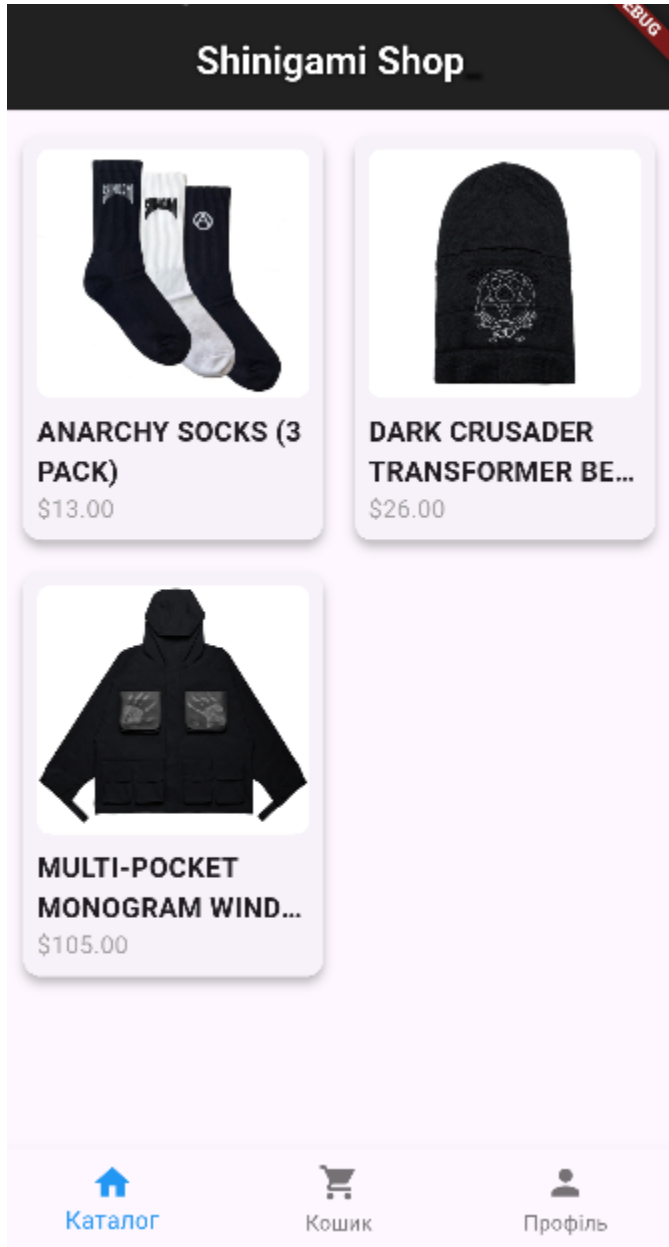 Shinigami Shop_
ANARCHY SOCKS (3
PACK)
$13.00
DARK CRUSADER
TRANSFORMER BE...
$26.00
MULTI-POCKET
MONOGRAM WIND...
$105.00
Каталог
Кошик
Профіль